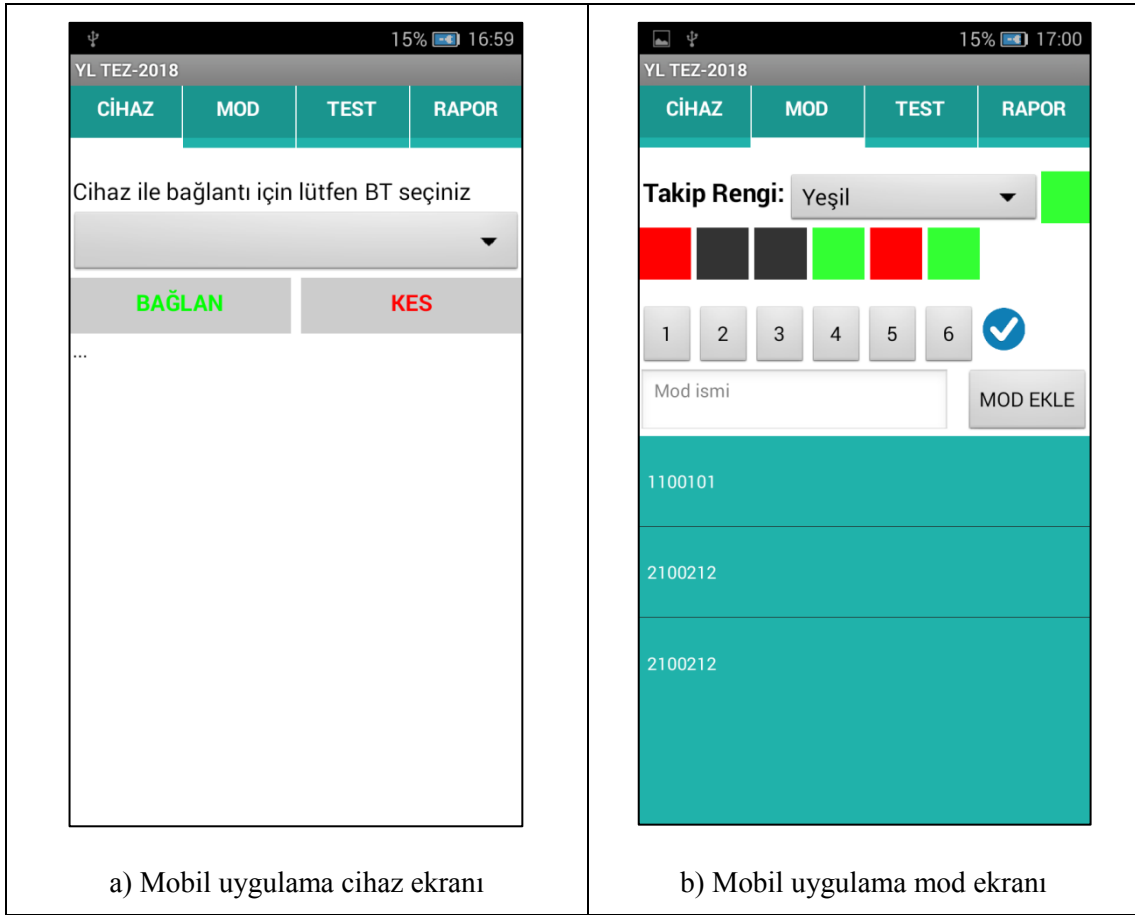 15% 16:59
YL TEZ-2018
CİHAZ MOD TEST RAPOR
Cihaz ile bağlantı için lütfen BT seçiniz
BAĞLAN KES
...
a) Mobil uygulama cihaz ekranı
15% 17:00
YL TEZ-2018
CİHAZ MOD TEST RAPOR
Takip Rengi: Yeşil
1 2 3 4 5 6
Mod ismi MOD EKLE
1100101
2100212
2100212
b) Mobil uygulama mod ekranı